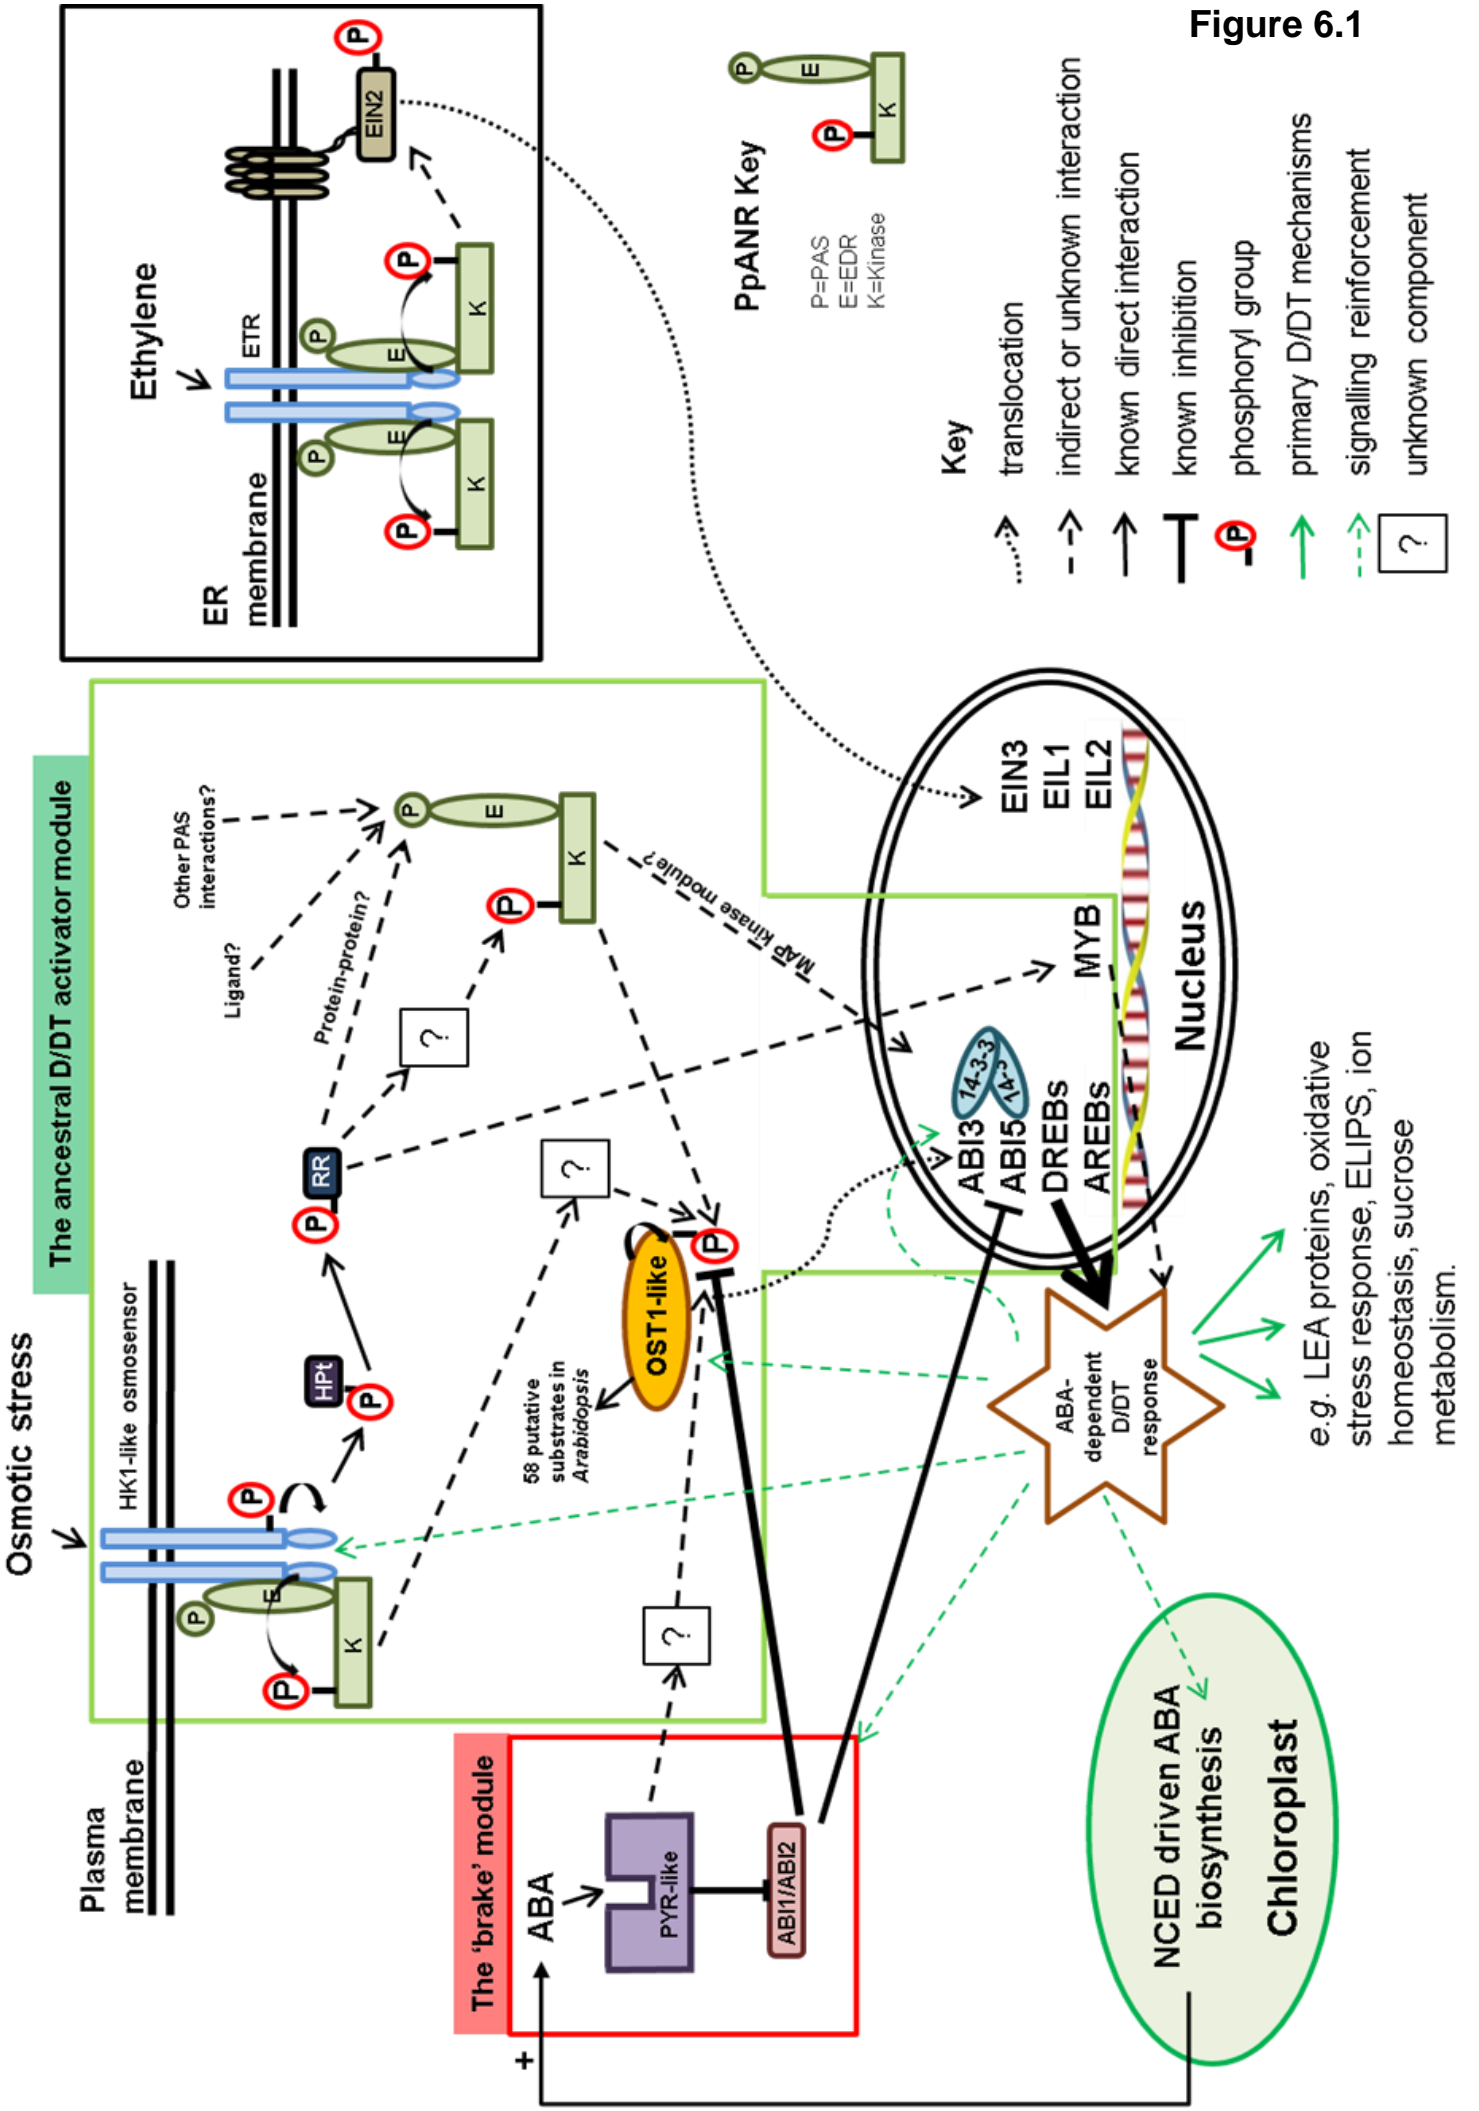 Figure 6.1
Osmotic stress
Plasma
membrane
HK1-like osmosensor
The ancestral D/DT activator module
P
E
K
P
P
HPt
P
RR
P
Protein-protein?
Ligand?
Other PAS
interactions?
?
P
E
K
P
?
MAP kinase module?
58 putative
substrates in
Arabidopsis
OST1-like
P
?
The 'brake' module
+
ABA
PYR-like
ABI1/ABI2
NCED driven ABA
biosynthesis
Chloroplast
ABA-
dependent
D/DT
response
e.g. LEA proteins, oxidative
stress response, ELIPS, ion
homeostasis, sucrose
metabolism.
ABI3
ABI5
DREBs
AREBs
14-3-3
14-3
MYB
EIN3
EIL1
EIL2
Nucleus
Ethylene
ER
membrane
ETR
P
E
K
P
P
E
K
P
EIN2
P
PpANR Key
P=PAS
E=EDR
K=Kinase
P
E
K
P
Key
translocation
indirect or unknown interaction
known direct interaction
known inhibition
P
phosphoryl group
primary D/DT mechanisms
signalling reinforcement
?
unknown component